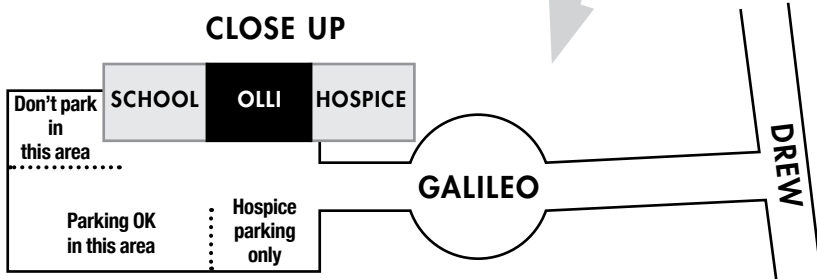 CLOSE UP
Don't park
in
this area
SCHOOL
OLLI
HOSPICE
GALILEO
DREW
Parking OK
in this area
Hospice
parking
only